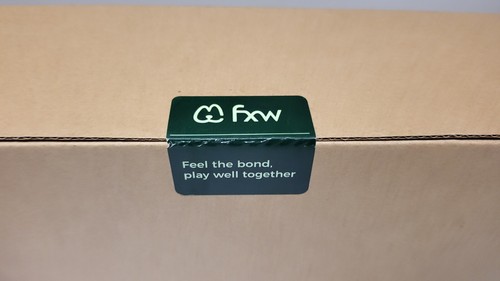 fxw
Feel the bond,
play well together